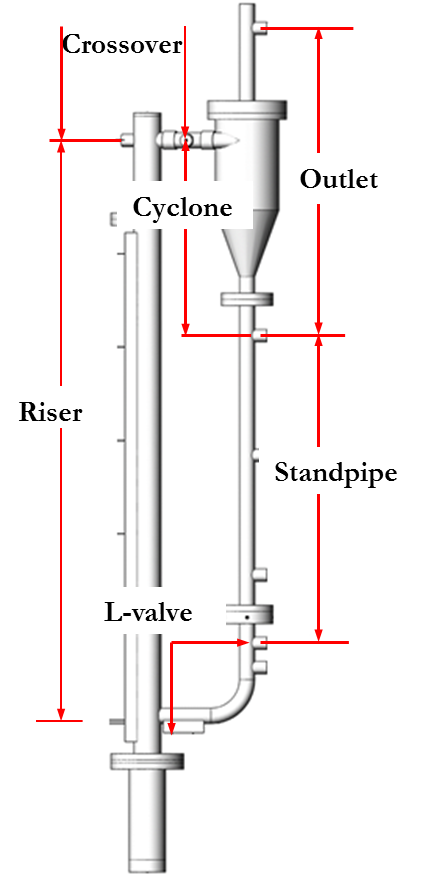 Crossover
Outlet
Cyclone
Riser
Standpipe
L-valve